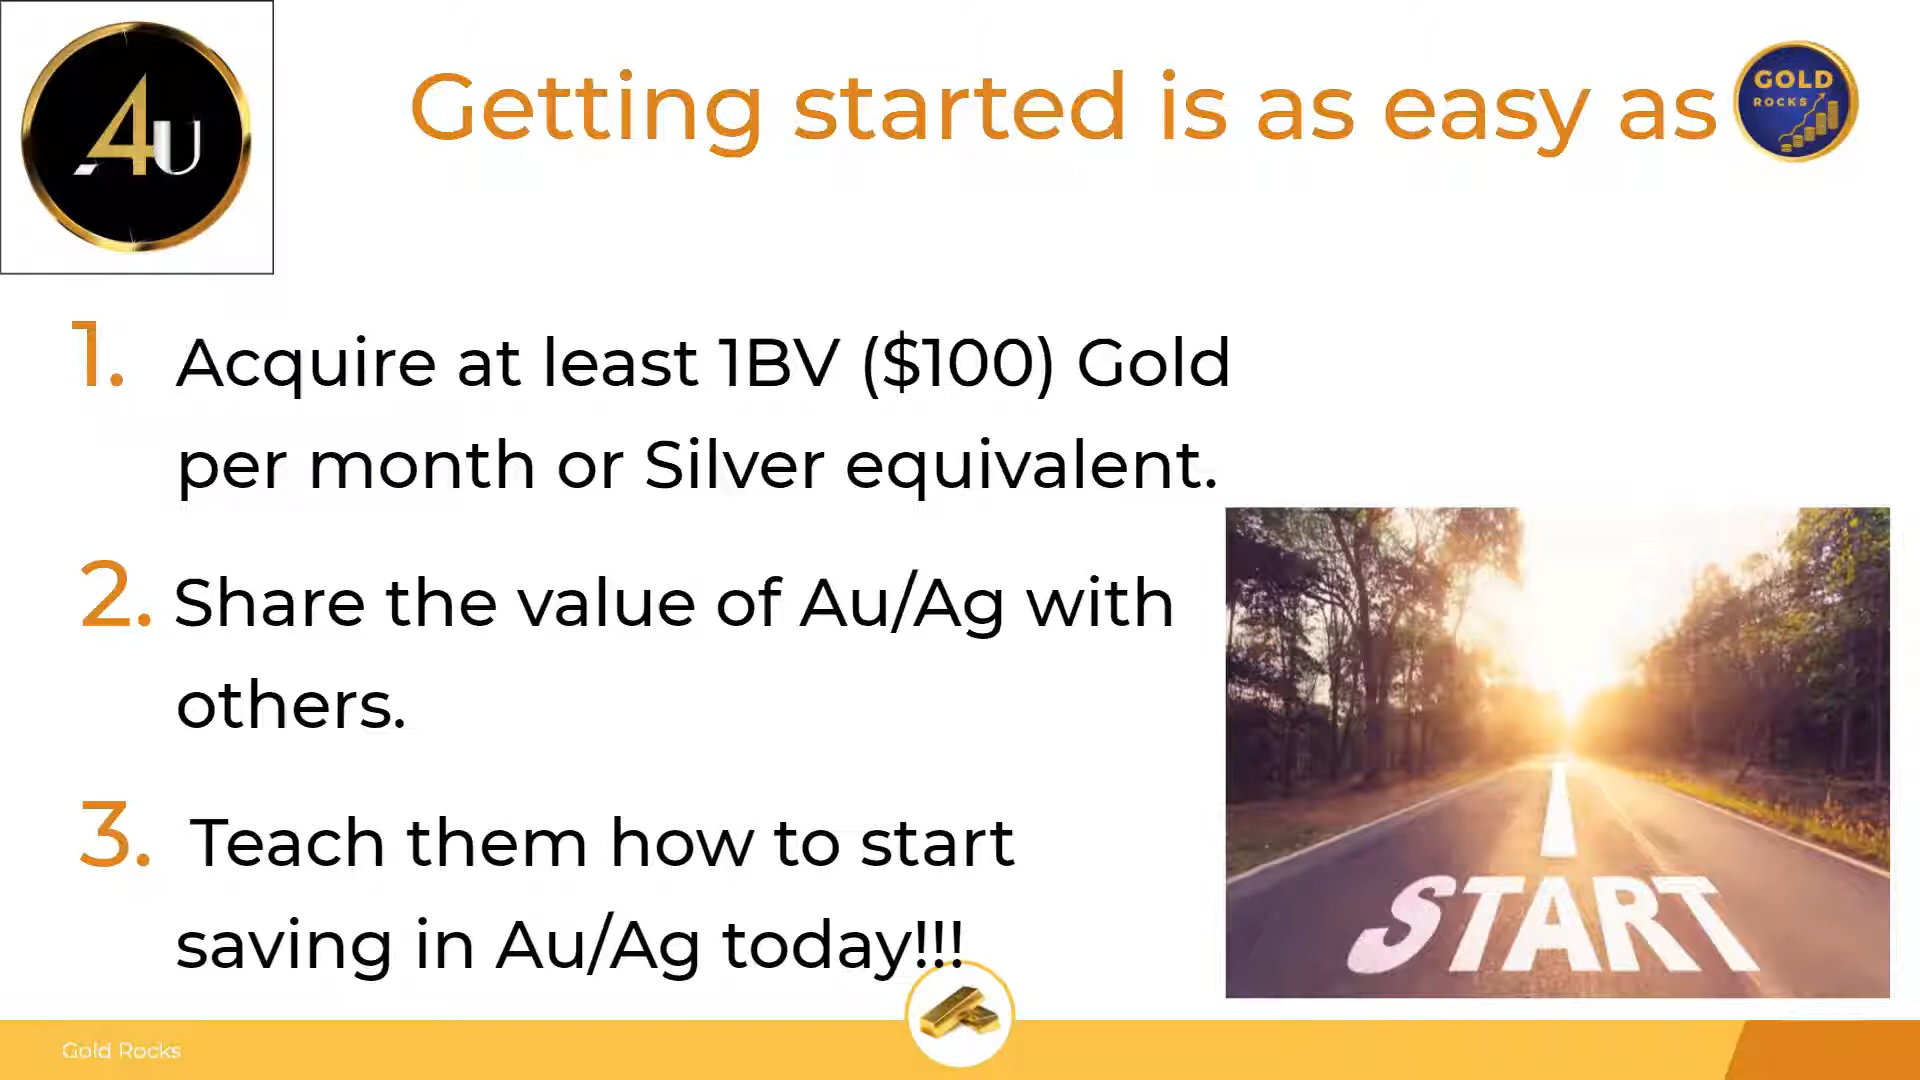 4U
Getting started is as easy as
GOLD
ROCKS
1. Acquire at least 1BV ($100) Gold
per month or Silver equivalent.
2. Share the value of Au/Ag with
others.
3. Teach them how to start
saving in Au/Ag today!!!
START
Gold Rocks